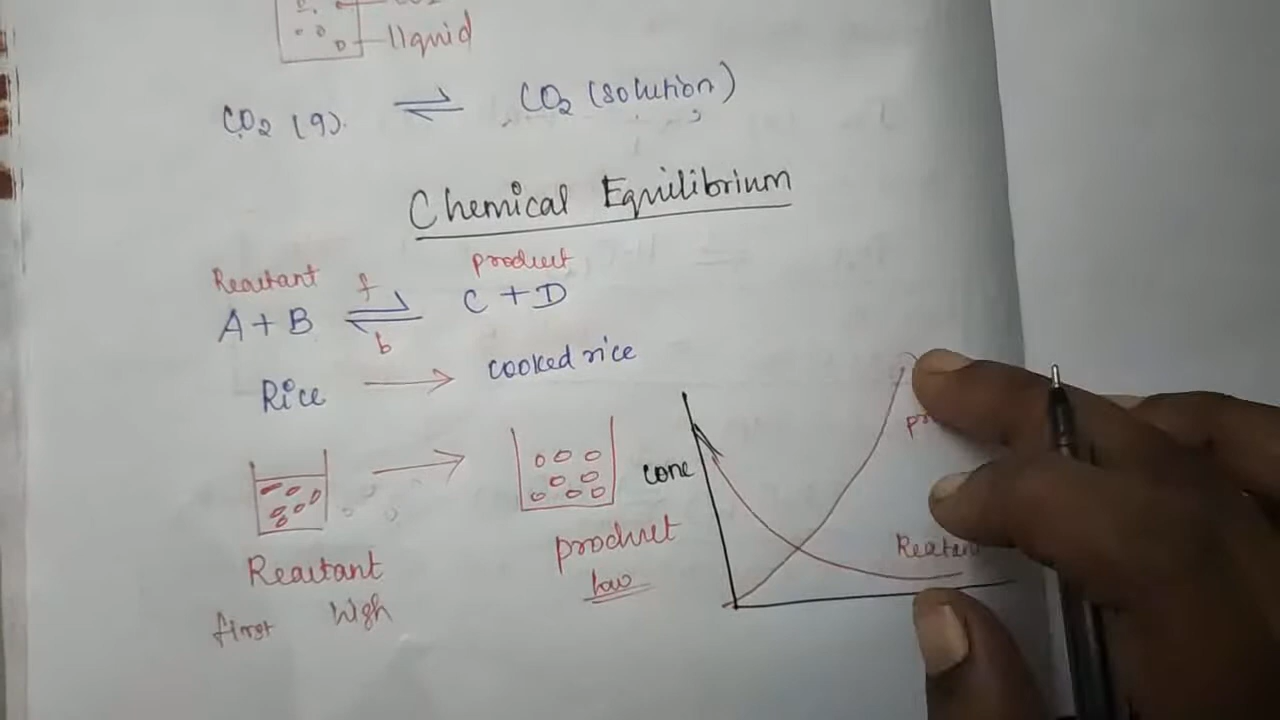 liquid
CO₂ (g). ⇌ CO₂ (solution)
Chemical Equilibrium
Reactant f product
A + B ⇌ C + D
b
Rice → cooked rice
conc
Reactant product
first high low